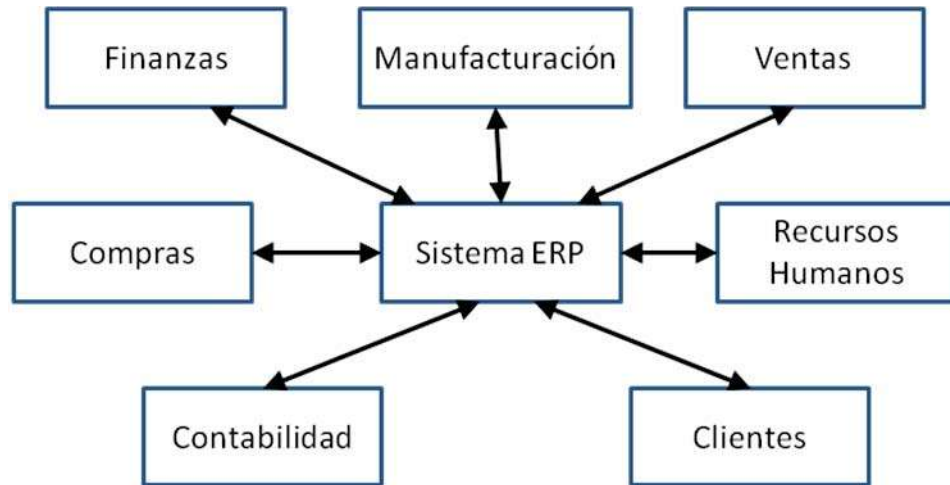 Finanzas
Manufacturación
Ventas
Compras
Sistema ERP
Recursos
Humanos
Contabilidad
Clientes